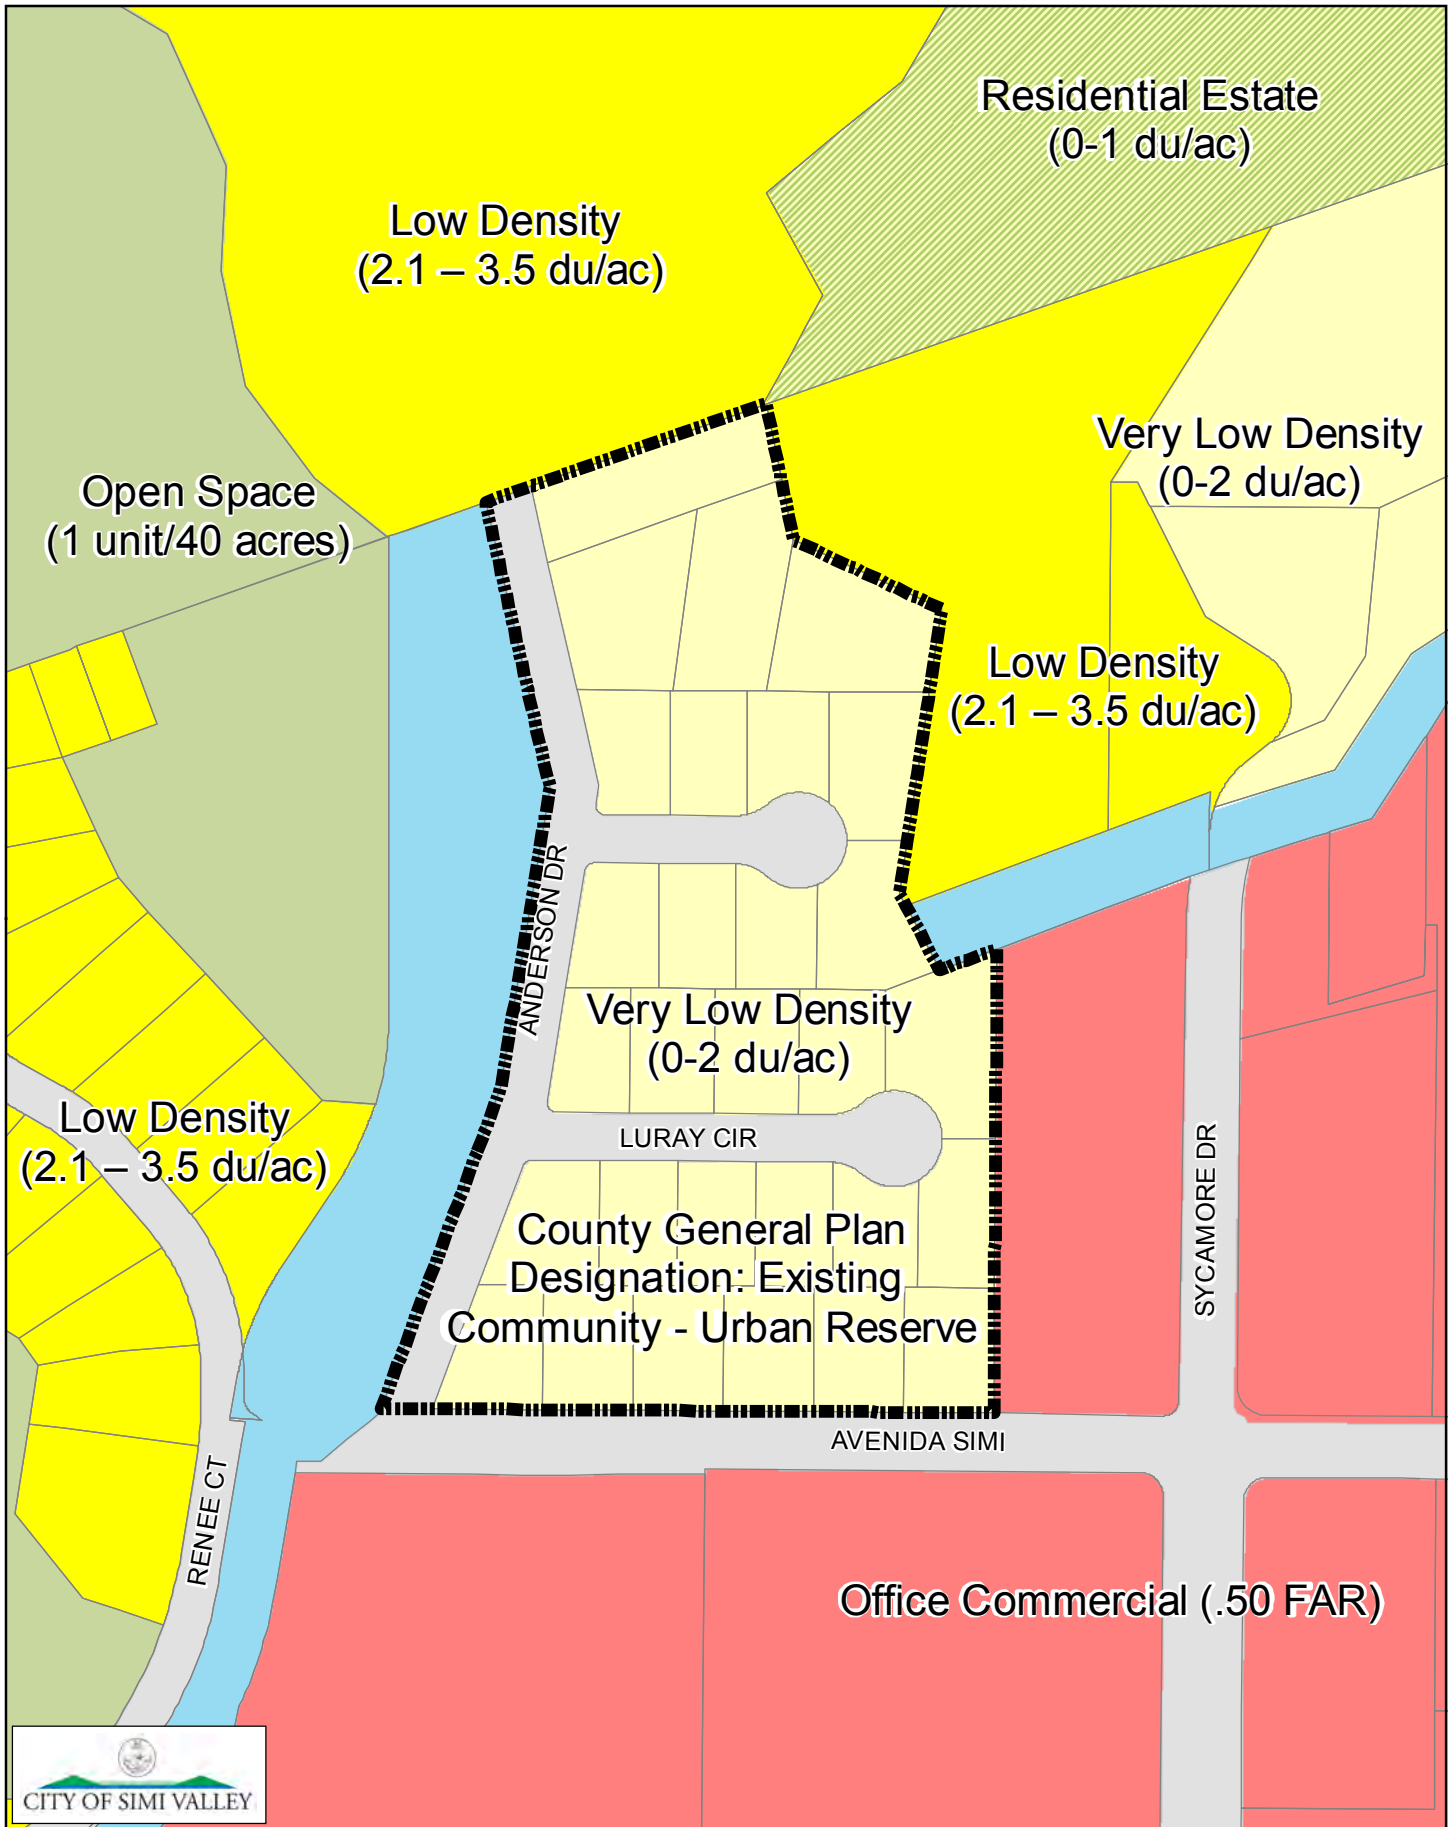 Residential Estate
(0-1 du/ac)
Low Density
(2.1 – 3.5 du/ac)
Very Low Density
(0-2 du/ac)
Open Space
(1 unit/40 acres)
Low Density
(2.1 – 3.5 du/ac)
ANDERSON DR
Very Low Density
(0-2 du/ac)
Low Density
(2.1 – 3.5 du/ac)
LURAY CIR
SYCAMORE DR
County General Plan
Designation: Existing
Community - Urban Reserve
AVENIDA SIMI
RENEE CT
Office Commercial (.50 FAR)
CITY OF SIMI VALLEY